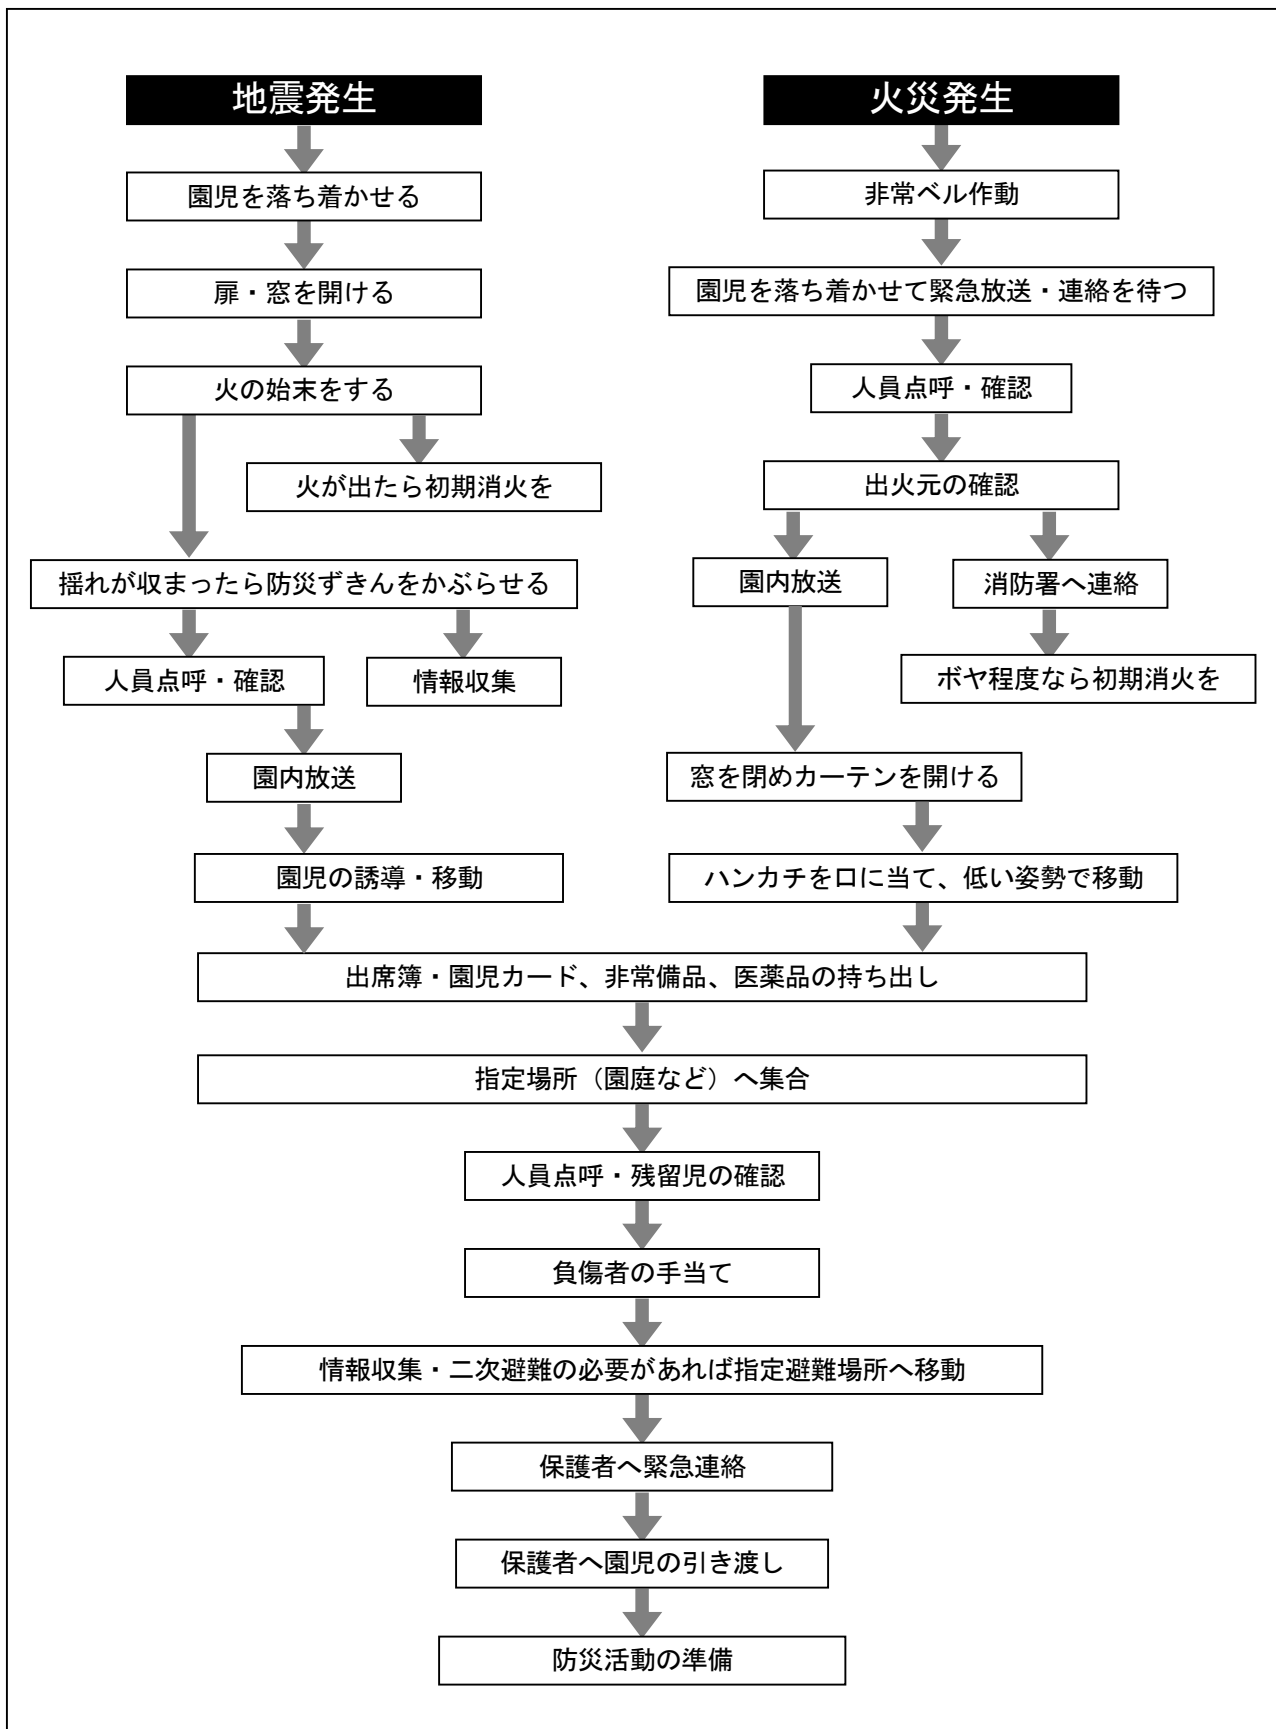 地震発生
園児を落ち着かせる
扉・窓を開ける
火の始末をする
火が出たら初期消火を
揺れが収まったら防災ずきんをかぶらせる
人員点呼・確認
情報収集
園内放送
園児の誘導・移動
火災発生
非常ベル作動
園児を落ち着かせて緊急放送・連絡を待つ
人員点呼・確認
出火元の確認
園内放送
消防署へ連絡
ボヤ程度なら初期消火を
窓を閉めカーテンを開ける
ハンカチを口に当て、低い姿勢で移動
出席簿・園児カード、非常備品、医薬品の持ち出し
指定場所（園庭など）へ集合
人員点呼・残留児の確認
負傷者の手当て
情報収集・二次避難の必要があれば指定避難場所へ移動
保護者へ緊急連絡
保護者へ園児の引き渡し
防災活動の準備